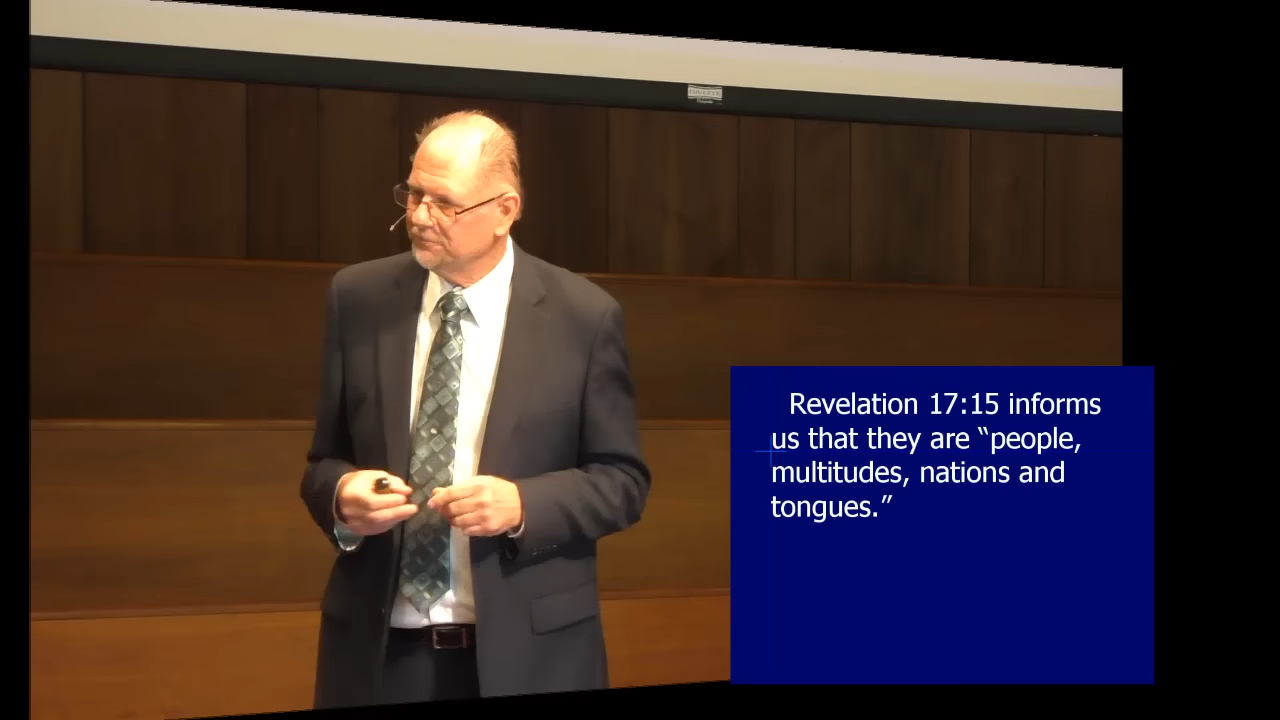 Revelation 17:15 informs
us that they are “people,
multitudes, nations and
tongues.”